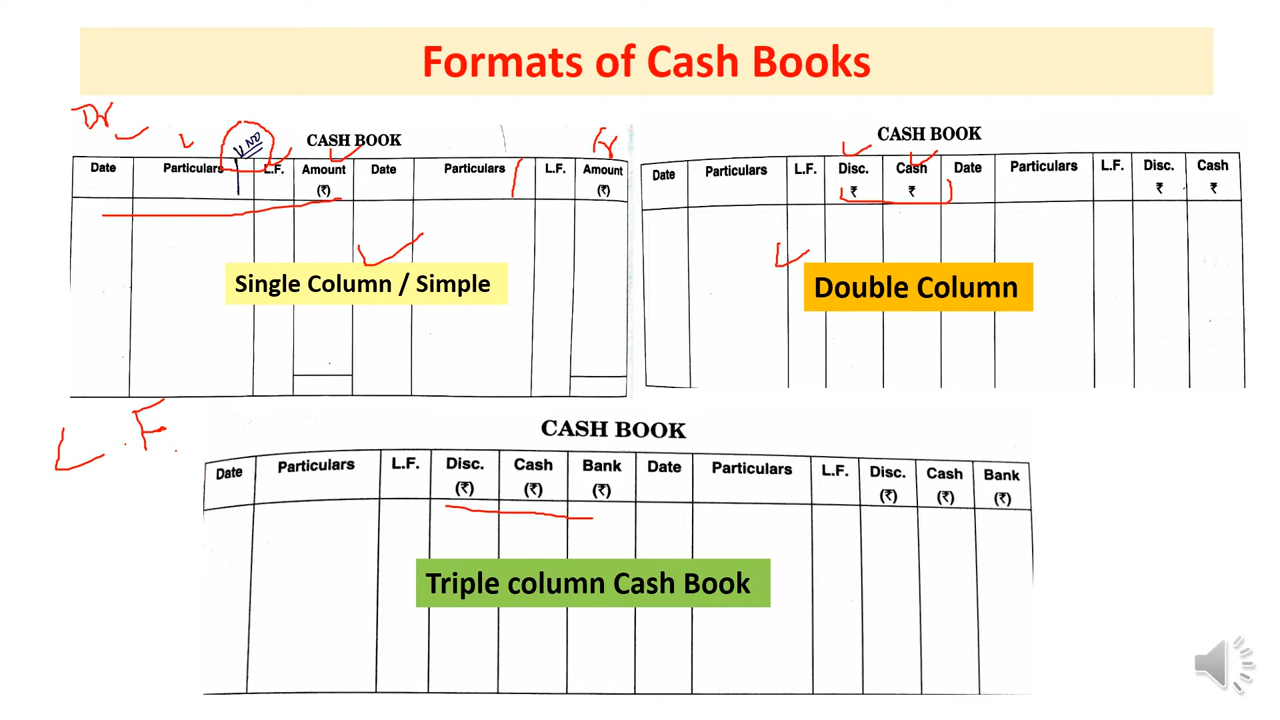 Formats of Cash Books
Dr
V.NO
CASH BOOK
Date Particulars L.F. Amount (₹) Date Particulars L.F. Amount (₹)
Single Column / Simple
CASH BOOK
Date Particulars L.F. Disc. ₹ Cash ₹ Date Particulars L.F. Disc. ₹ Cash ₹
Double Column
L.F.
CASH BOOK
Date Particulars L.F. Disc. (₹) Cash (₹) Bank (₹) Date Particulars L.F. Disc. (₹) Cash (₹) Bank (₹)
Triple column Cash Book